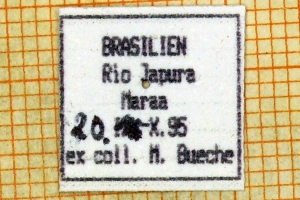 BRASILIEN
Rio Japura
Maraa
20. -X.95
ex coll. M. Bueche